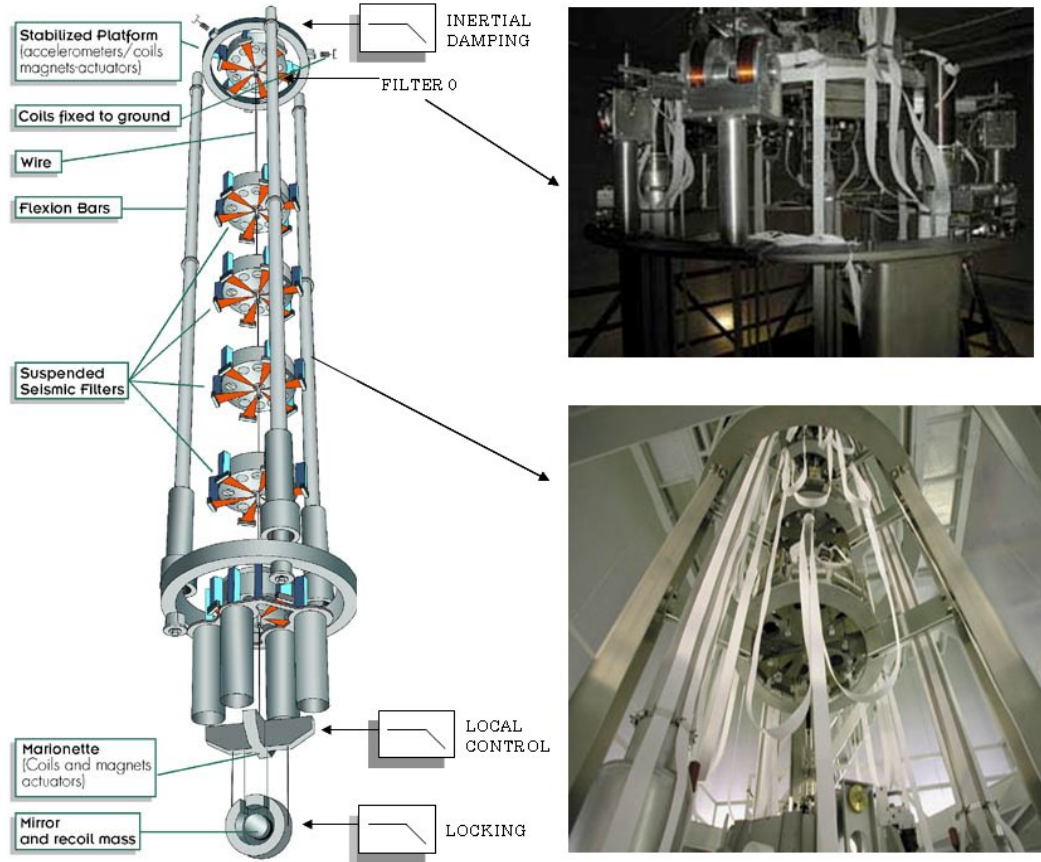 Stabilized Platform
(accelerometers/coils
magnets-actuators)
INERTIAL
DAMPING
FILTER 0
Coils fixed to ground
Wire
Flexion Bars
Suspended
Seismic Filters
LOCAL
CONTROL
Marionette
(Coils and magnets
actuators)
Mirror
and recoil mass
LOCKING